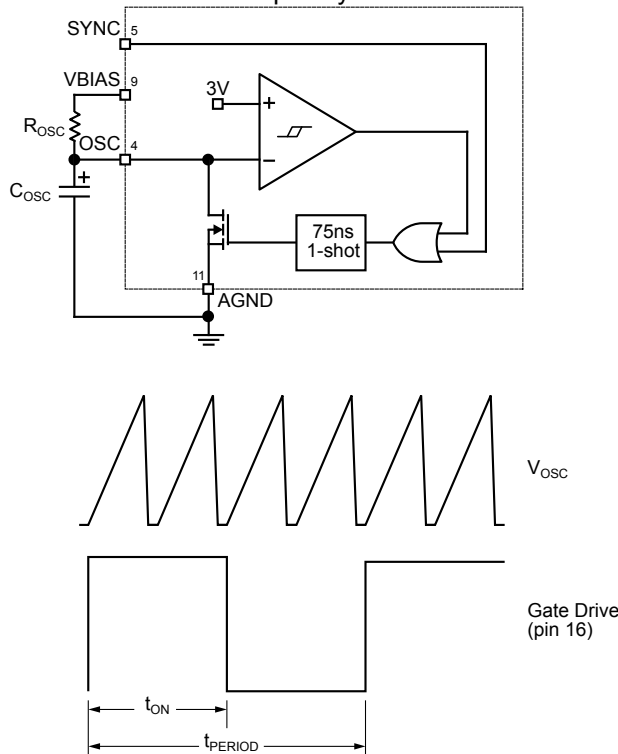 SYNC 5
VBIAS 9
3V
ROSC
OSC 4
+
−
+
COSC
75ns
1-shot
11
AGND
VOSC
Gate Drive
(pin 16)
tON
tPERIOD